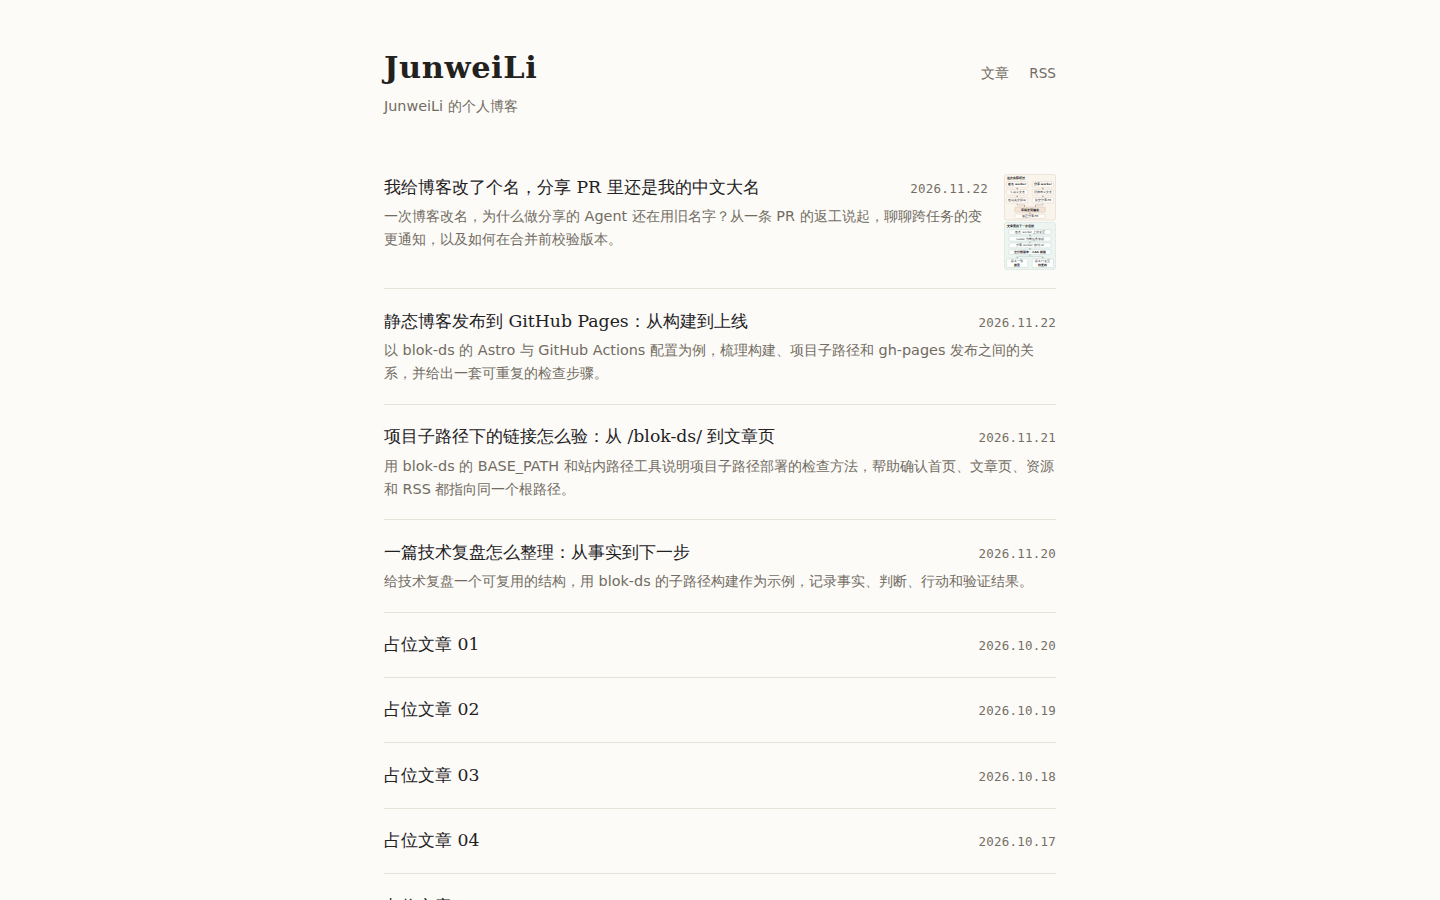 JunweiLi
文章 RSS
JunweiLi 的个人博客
我给博客改了个名，分享 PR 里还是我的中文大名 2026.11.22
一次博客改名，为什么做分享的 Agent 还在用旧名字？从一条 PR 的返工说起，聊聊跨任务的变
更通知，以及如何在合并前校验版本。
静态博客发布到 GitHub Pages：从构建到上线 2026.11.22
以 blok-ds 的 Astro 与 GitHub Actions 配置为例，梳理构建、项目子路径和 gh-pages 发布之间的关
系，并给出一套可重复的检查步骤。
项目子路径下的链接怎么验：从 /blok-ds/ 到文章页 2026.11.21
用 blok-ds 的 BASE_PATH 和站内路径工具说明项目子路径部署的检查方法，帮助确认首页、文章页、资源
和 RSS 都指向同一个根路径。
一篇技术复盘怎么整理：从事实到下一步 2026.11.20
给技术复盘一个可复用的结构，用 blok-ds 的子路径构建作为示例，记录事实、判断、行动和验证结果。
占位文章 01 2026.10.20
占位文章 02 2026.10.19
占位文章 03 2026.10.18
占位文章 04 2026.10.17